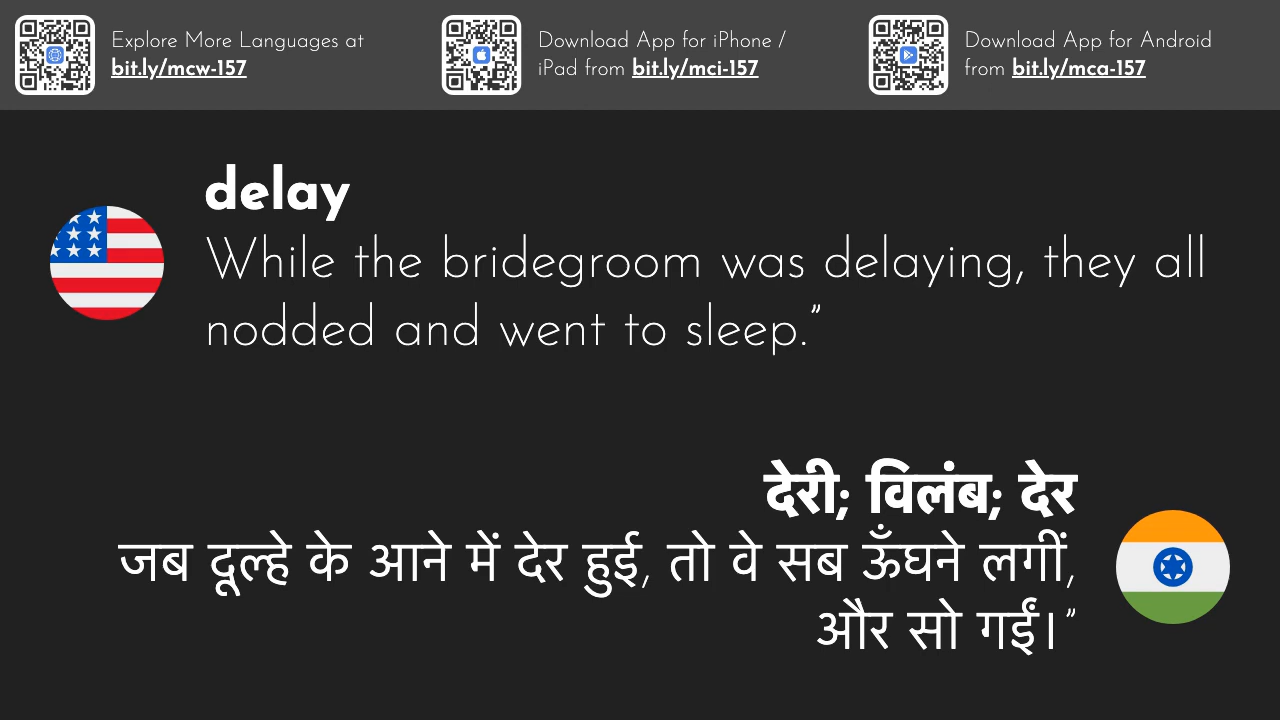 Explore More Languages at
bit.ly/mcw-157
Download App for iPhone /
iPad from bit.ly/mci-157
Download App for Android
from bit.ly/mca-157
delay
While the bridegroom was delaying, they all
nodded and went to sleep.”
देरी; विलंब; देर
जब दूल्हे के आने में देर हुई, तो वे सब ऊँघने लगीं,
और सो गईं।”